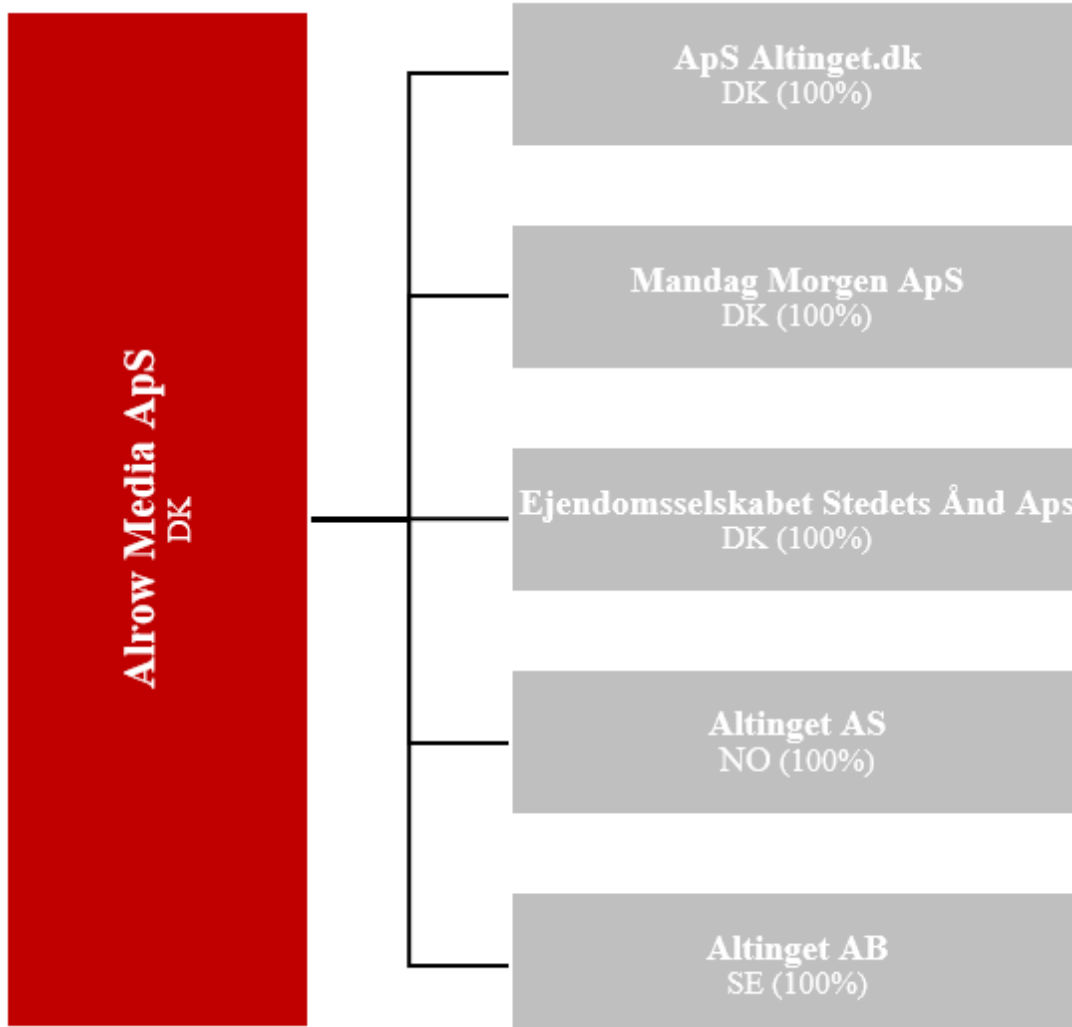 Alrow Media ApS
DK
ApS Altinget.dk
DK (100%)
Mandag Morgen ApS
DK (100%)
Ejendomsselskabet Stedets Ånd Aps
DK (100%)
Altinget AS
NO (100%)
Altinget AB
SE (100%)